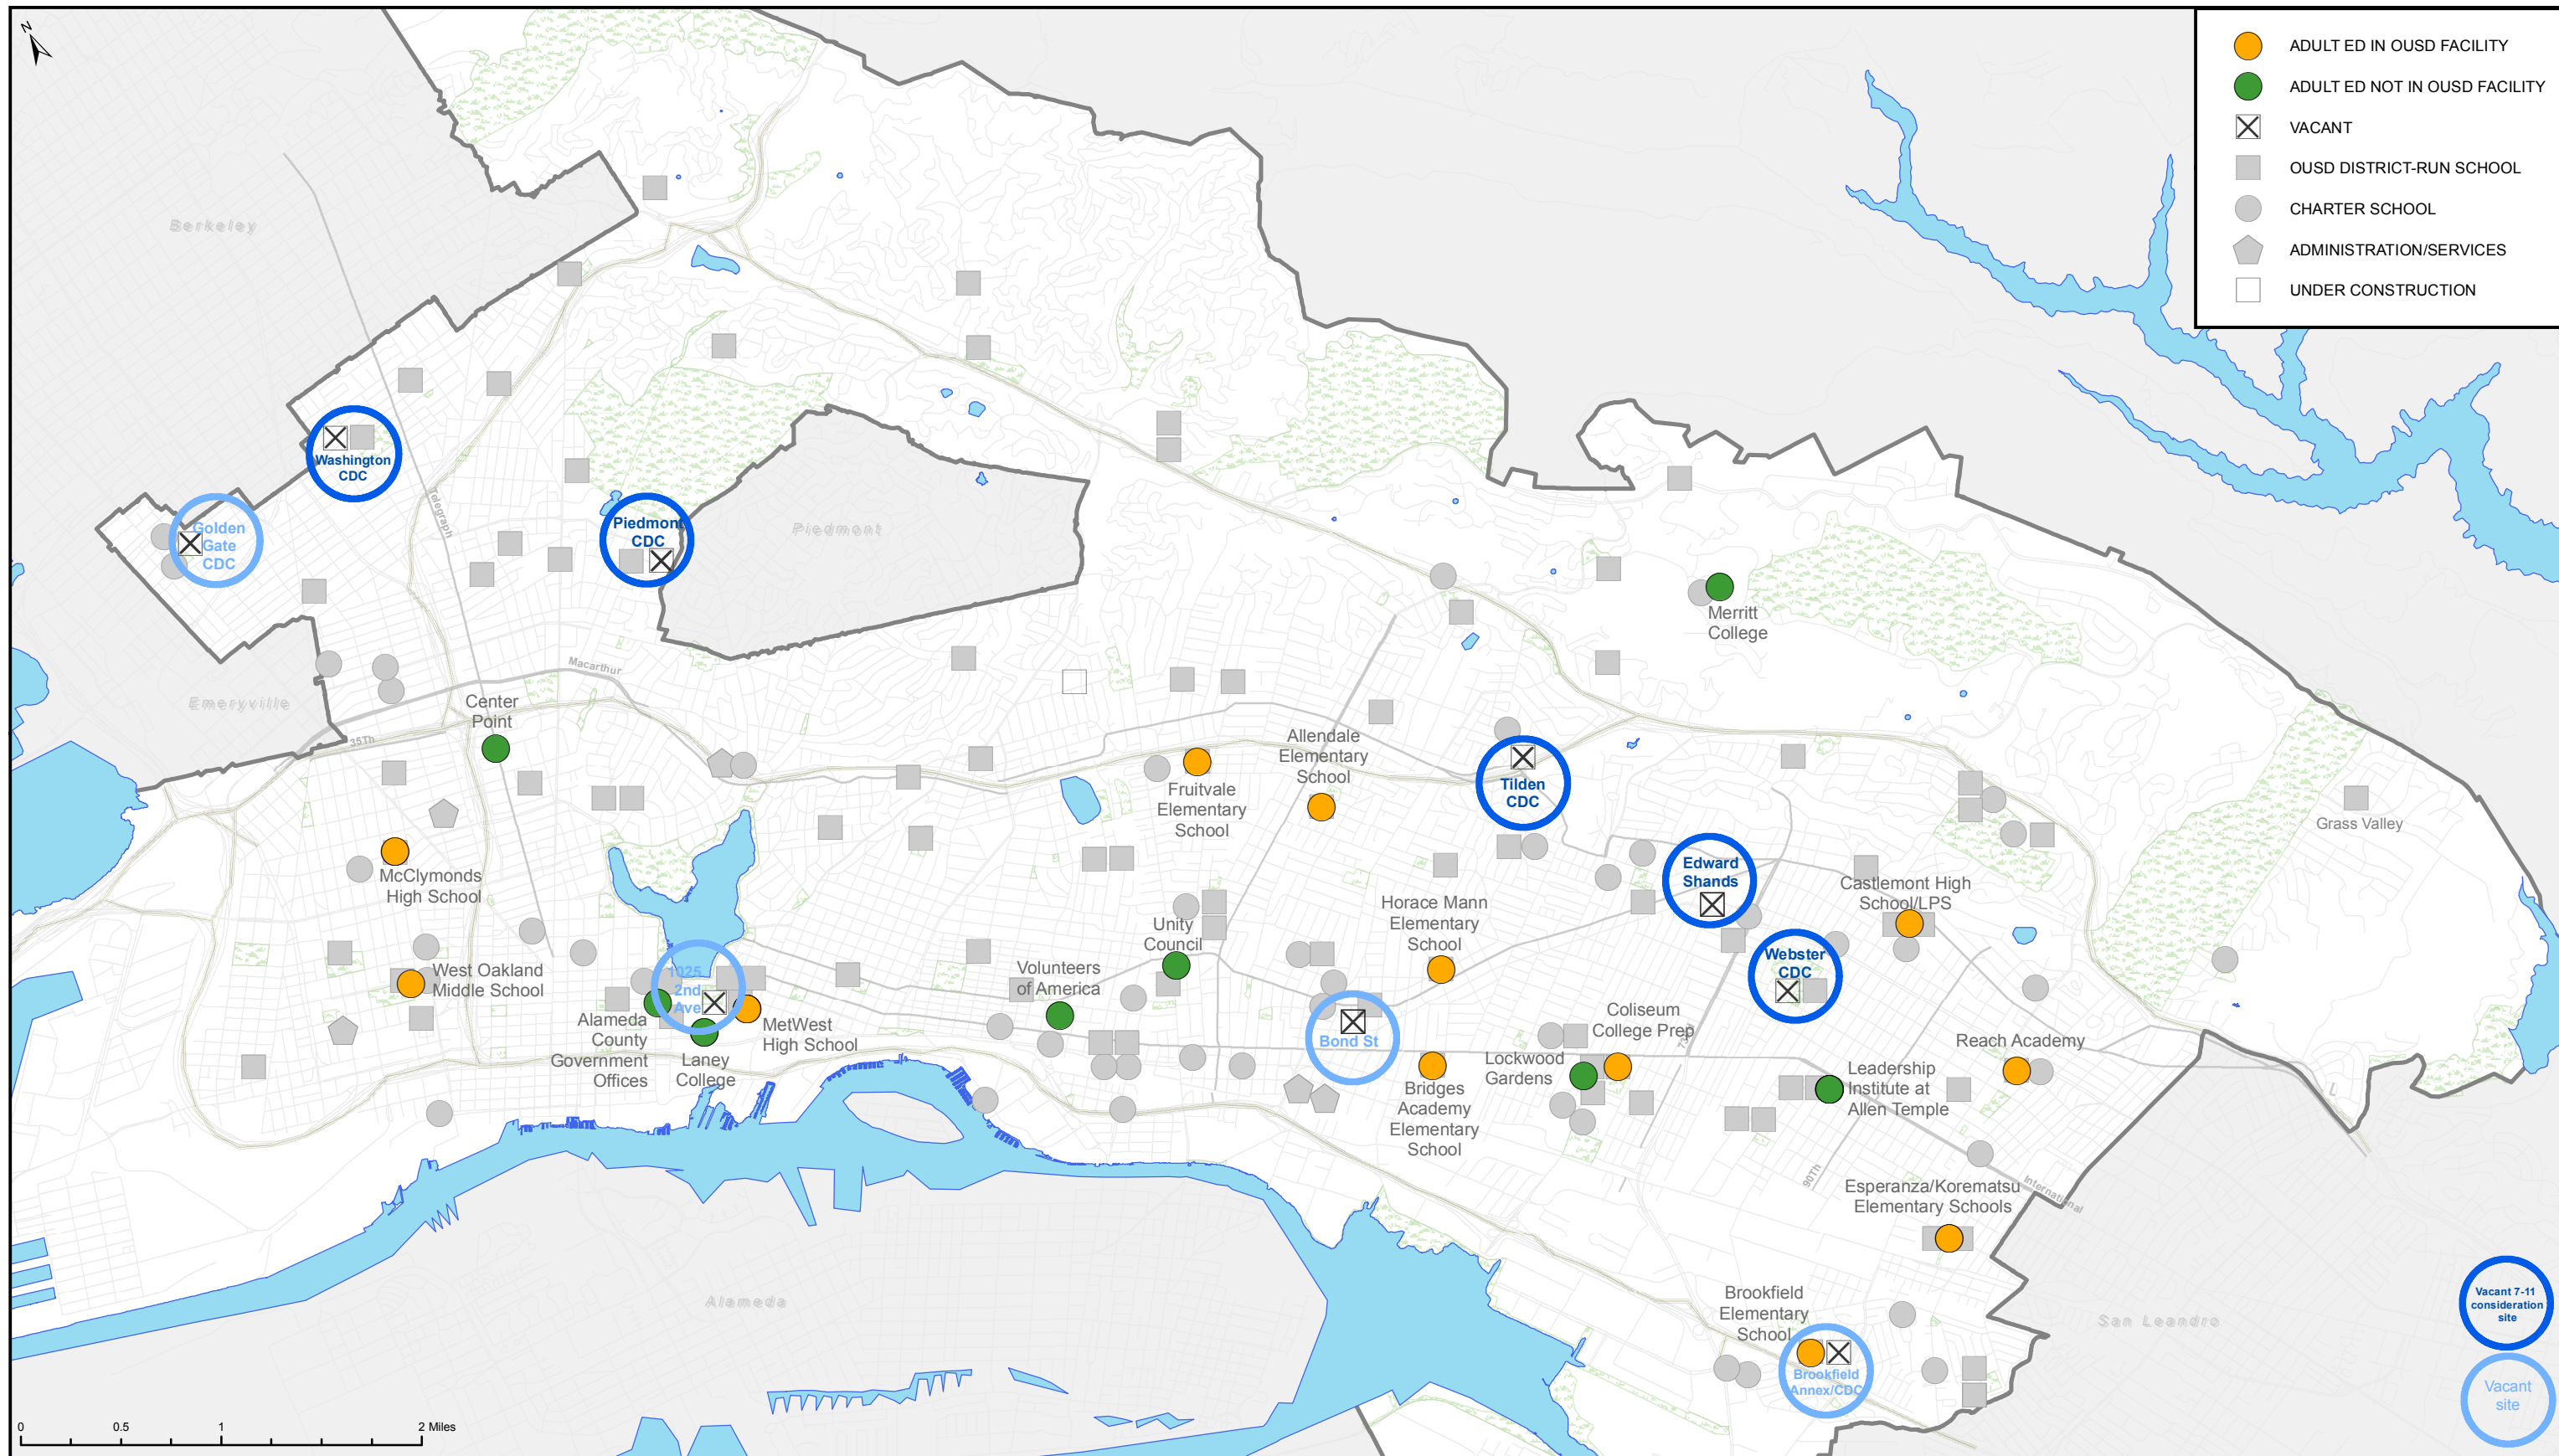 N
ADULT ED IN OUSD FACILITY
ADULT ED NOT IN OUSD FACILITY
VACANT
OUSD DISTRICT-RUN SCHOOL
CHARTER SCHOOL
ADMINISTRATION/SERVICES
UNDER CONSTRUCTION
Berkeley
Washington
CDC
Telegraph
Golden
Gate
CDC
Piedmont
CDC
Piedmont
Merritt
College
Macarthur
Emeryville
Center
Point
35Th
Allendale
Elementary
School
Fruitvale
Elementary
School
Tilden
CDC
Grass Valley
McClymonds
High School
Edward
Shands
Castlemont High
School/LPS
Horace Mann
Elementary
School
Unity
Council
Webster
CDC
West Oakland
Middle School
1025
2nd
Ave
Volunteers
of America
Alameda
County
Government
Offices
MetWest
High School
Laney
College
Bond St
Coliseum
College Prep
Lockwood
Gardens
Reach Academy
Leadership
Institute at
Allen Temple
Bridges
Academy
Elementary
School
90Th
International
Esperanza/Korematsu
Elementary Schools
Alameda
Brookfield
Elementary
School
Brookfield
Annex/CDC
San Leandro
Vacant 7-11
consideration
site
Vacant
site
0 0.5 1 2 Miles